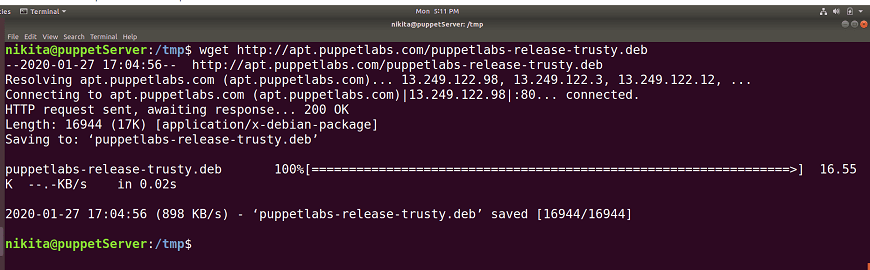 ies Terminal Mon 5:11 PM
nikita@puppetServer: /tmp
File Edit View Search Terminal Help
nikita@puppetServer:/tmp$ wget http://apt.puppetlabs.com/puppetlabs-release-trusty.deb
--2020-01-27 17:04:56-- http://apt.puppetlabs.com/puppetlabs-release-trusty.deb
Resolving apt.puppetlabs.com (apt.puppetlabs.com)... 13.249.122.98, 13.249.122.3, 13.249.122.12, ...
Connecting to apt.puppetlabs.com (apt.puppetlabs.com)|13.249.122.98|:80... connected.
HTTP request sent, awaiting response... 200 OK
Length: 16944 (17K) [application/x-debian-package]
Saving to: ‘puppetlabs-release-trusty.deb’
puppetlabs-release-trusty.deb 100%[================================================================>] 16.55
K --.-KB/s in 0.02s
2020-01-27 17:04:56 (898 KB/s) - ‘puppetlabs-release-trusty.deb’ saved [16944/16944]
nikita@puppetServer:/tmp$